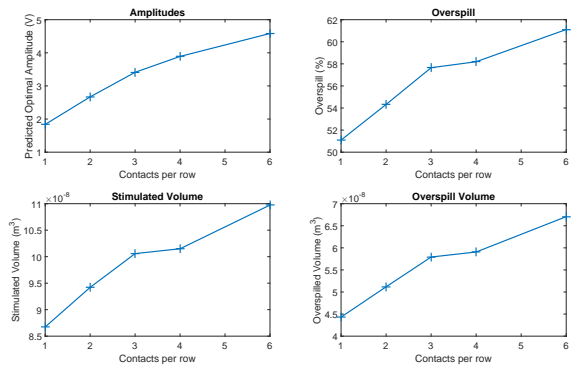 Amplitudes
Predicted Optimal Amplitude (V)
5
4
3
2
1
1 2 3 4 5 6
Contacts per row
Overspill
Overspill (%)
62
60
58
56
54
52
50
1 2 3 4 5 6
Contacts per row
Stimulated Volume
×10⁻⁸
Stimulated Volume (m³)
11
10.5
10
9.5
9
8.5
1 2 3 4 5 6
Contacts per row
Overspill Volume
×10⁻⁸
Overspilled Volume (m³)
7
6.5
6
5.5
5
4.5
4
1 2 3 4 5 6
Contacts per row